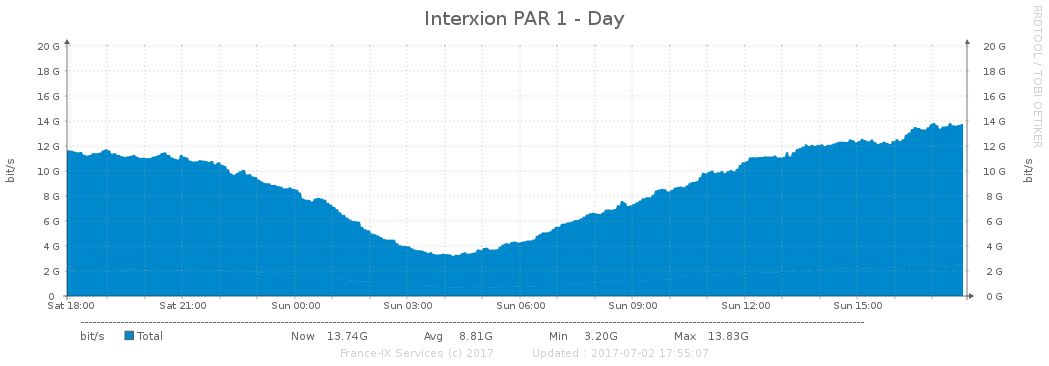 Interxion PAR 1 - Day
RRDTOOL / TOBI OETIKER
20 G 20 G
18 G 18 G
16 G 16 G
14 G 14 G
12 G 12 G
10 G 10 G
8 G 8 G
6 G 6 G
4 G 4 G
2 G 2 G
0 0 G
bit/s
bit/s
Sat 18:00 Sat 21:00 Sun 00:00 Sun 03:00 Sun 06:00 Sun 09:00 Sun 12:00 Sun 15:00
bit/s Total Now 13.74G Avg 8.81G Min 3.20G Max 13.83G
France-IX Services (c) 2017 Updated : 2017-07-02 17:55:07